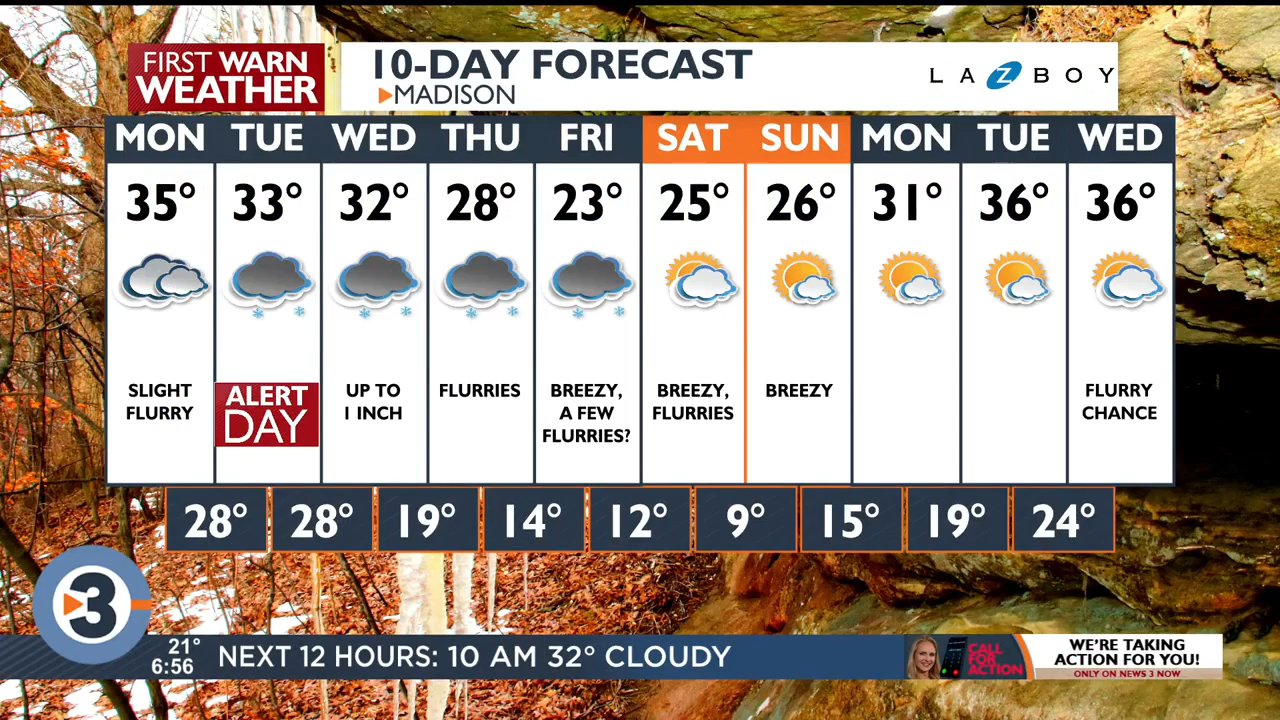 FIRST WARN
WEATHER
10-DAY FORECAST
MADISON
LA Z BOY
MON TUE WED THU FRI SAT SUN MON TUE WED
35° 33° 32° 28° 23° 25° 26° 31° 36° 36°
SLIGHT
FLURRY
ALERT
DAY
UP TO
1 INCH
FLURRIES
BREEZY,
A FEW
FLURRIES?
BREEZY,
FLURRIES
BREEZY
FLURRY
CHANCE
28° 28° 19° 14° 12° 9° 15° 19° 24°
3
21°
6:56
NEXT 12 HOURS: 10 AM 32° CLOUDY
CALL
FOR
ACTION
WE'RE TAKING
ACTION FOR YOU!
ONLY ON NEWS 3 NOW